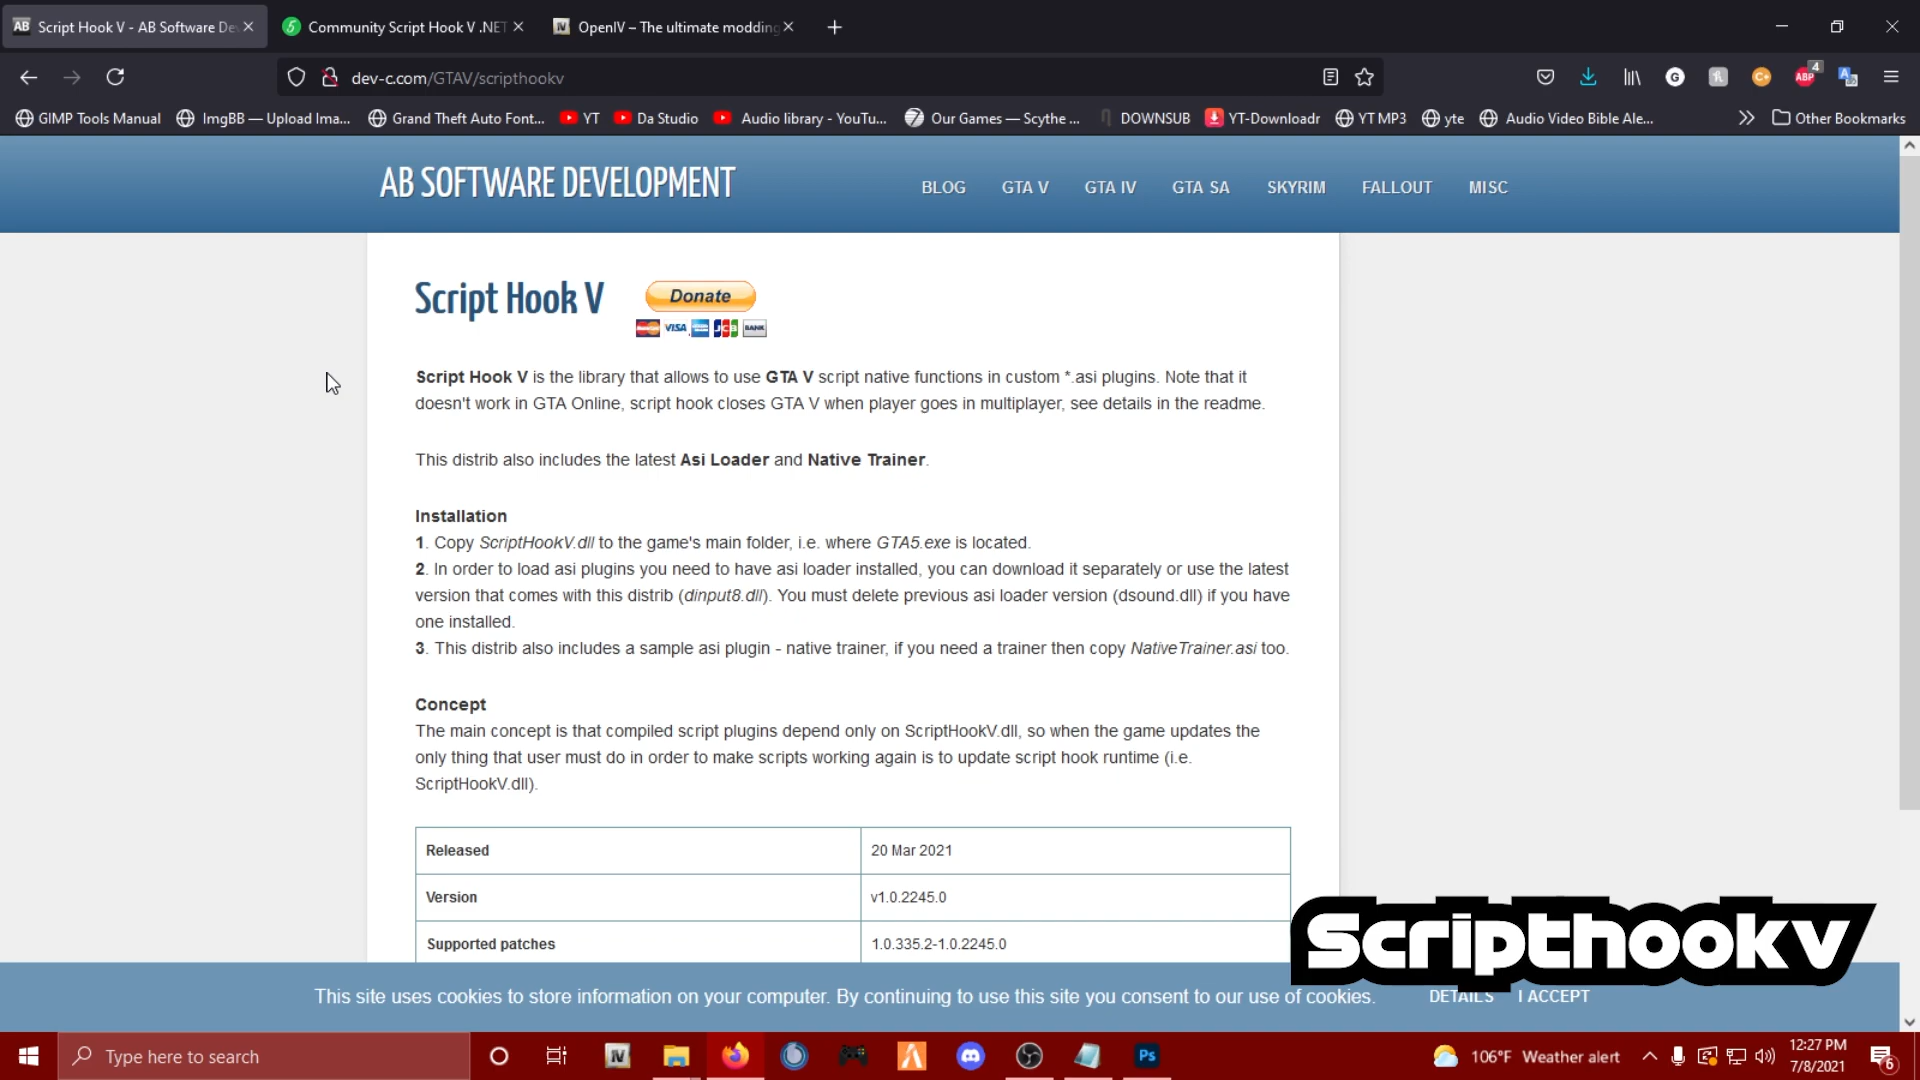 Script Hook V - AB Software De
Community Script Hook V .NET
OpenIV – The ultimate modding
dev-c.com/GTAV/scripthookv
4
GIMP Tools Manual
ImgBB — Upload Ima...
Grand Theft Auto Font...
YT
Da Studio
Audio library - YouTu...
Our Games — Scythe ...
DOWNSUB
YT-Downloadr
YT MP3
yte
Audio Video Bible Ale...
Other Bookmarks
AB SOFTWARE DEVELOPMENT
BLOG
GTA V
GTA IV
GTA SA
SKYRIM
FALLOUT
MISC
Script Hook V
Donate
VISA
JCB
BANK
Script Hook V is the library that allows to use GTA V script native functions in custom *.asi plugins. Note that it
doesn't work in GTA Online, script hook closes GTA V when player goes in multiplayer, see details in the readme.
This distrib also includes the latest Asi Loader and Native Trainer.
Installation
1. Copy ScriptHookV.dll to the game's main folder, i.e. where GTA5.exe is located.
2. In order to load asi plugins you need to have asi loader installed, you can download it separately or use the latest
version that comes with this distrib (dinput8.dll). You must delete previous asi loader version (dsound.dll) if you have
one installed.
3. This distrib also includes a sample asi plugin - native trainer, if you need a trainer then copy NativeTrainer.asi too.
Concept
The main concept is that compiled script plugins depend only on ScriptHookV.dll, so when the game updates the
only thing that user must do in order to make scripts working again is to update script hook runtime (i.e.
ScriptHookV.dll).
Released
20 Mar 2021
Version
v1.0.2245.0
Supported patches
1.0.335.2-1.0.2245.0
Scripthookv
This site uses cookies to store information on your computer. By continuing to use this site you consent to our use of cookies.
DETAILS
I ACCEPT
Type here to search
IV
Ps
106°F Weather alert
12:27 PM
7/8/2021
6